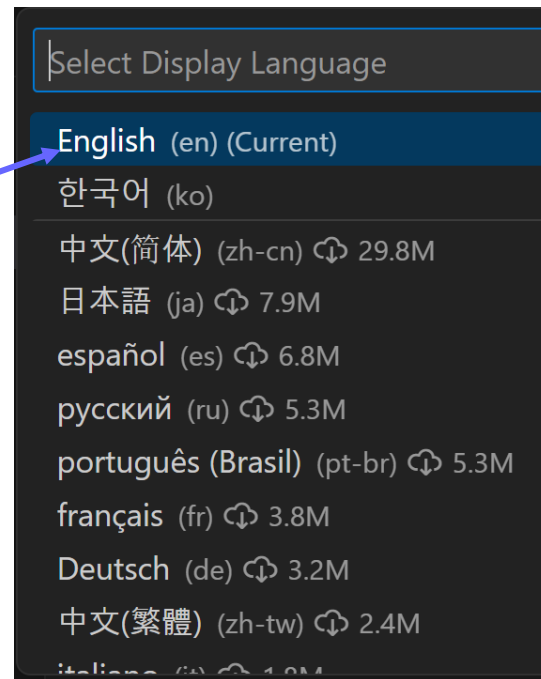 Select Display Language
English (en) (Current)
한국어 (ko)
中文(简体) (zh-cn) 29.8M
日本語 (ja) 7.9M
español (es) 6.8M
русский (ru) 5.3M
português (Brasil) (pt-br) 5.3M
français (fr) 3.8M
Deutsch (de) 3.2M
中文(繁體) (zh-tw) 2.4M
italiano (it)